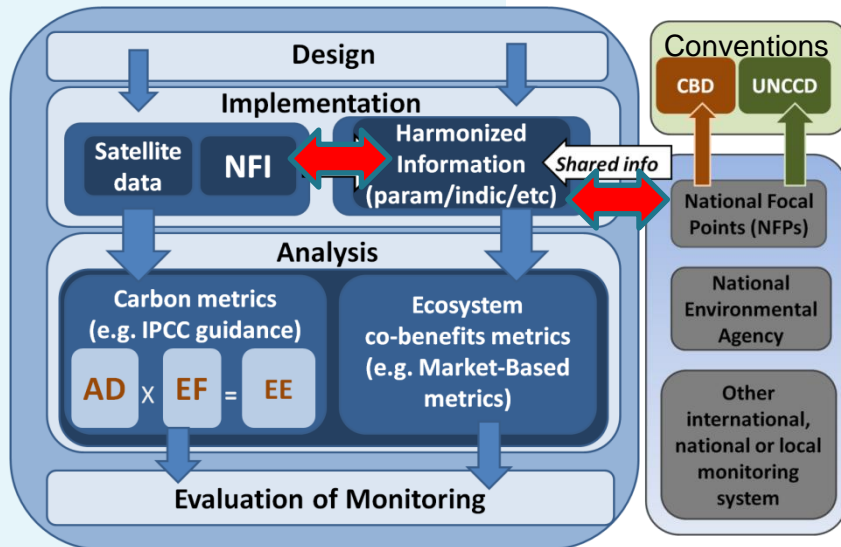 Design
Implementation
Satellite
data
NFI
Harmonized
Information
(param/indic/etc)
Shared info
Analysis
Carbon metrics
(e.g. IPCC guidance)
AD x EF = EE
Ecosystem
co-benefits metrics
(e.g. Market-Based
metrics)
Evaluation of Monitoring
Conventions
CBD
UNCCD
National Focal
Points (NFPs)
National
Environmental
Agency
Other
international,
national or local
monitoring
system